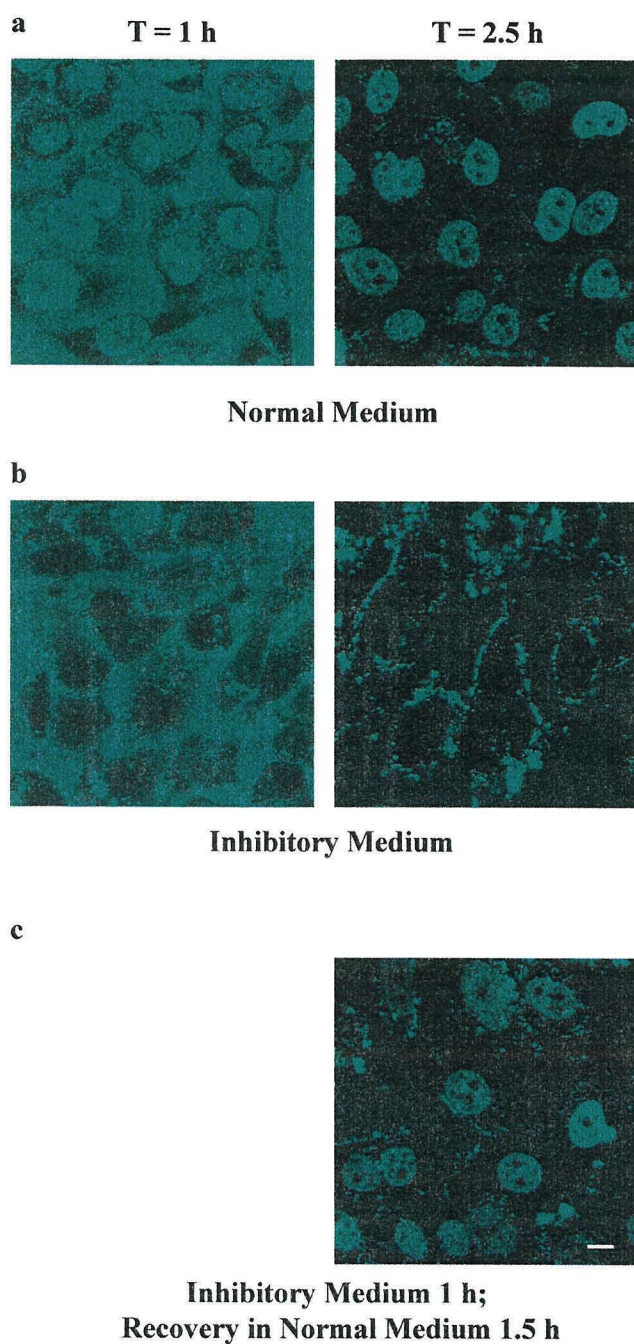 a
T = 1 h
T = 2.5 h
Normal Medium
b
Inhibitory Medium
c
Inhibitory Medium 1 h;
Recovery in Normal Medium 1.5 h